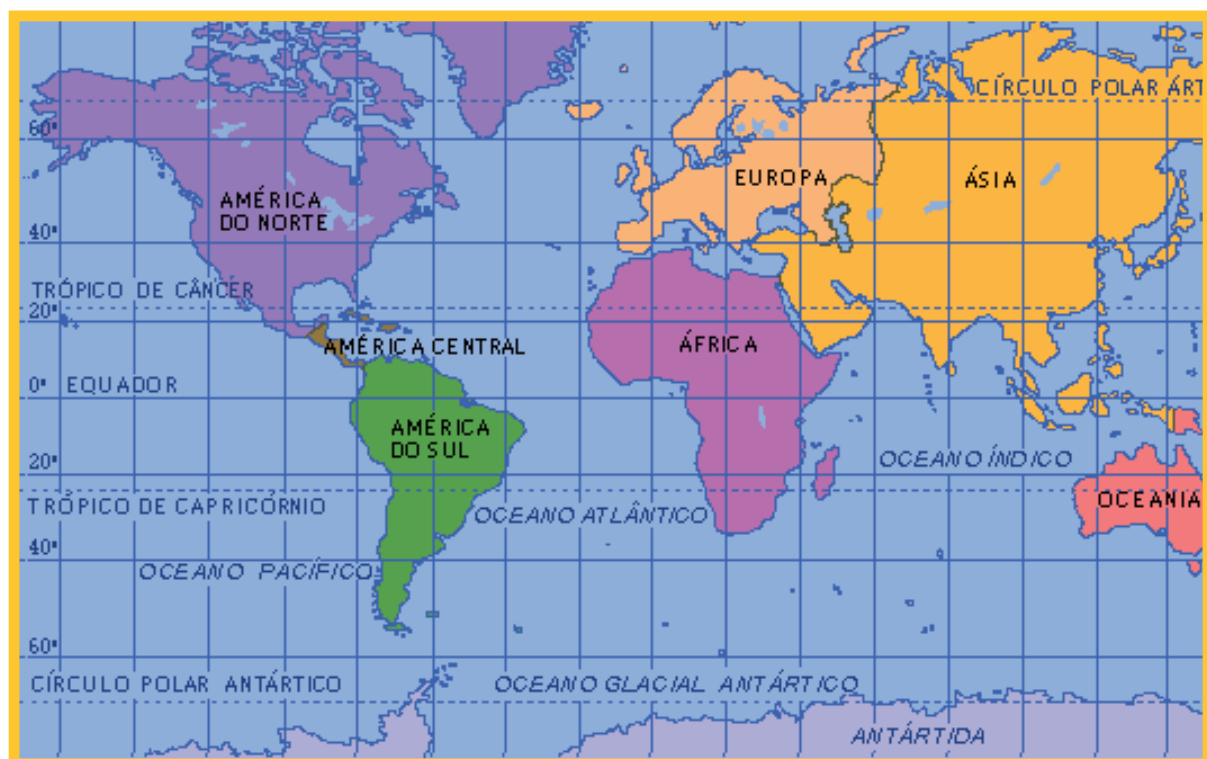 CÍRCULO POLAR ÁRT
60°
EUROPA
ÁSIA
AMÉRICA
DO NORTE
40°
TRÓPICO DE CÂNCER
20°
AMÉRICA CENTRAL
ÁFRICA
0° EQUADOR
AMÉRICA
DO SUL
20°
OCEANO ÍNDICO
OCEANIA
TRÓPICO DE CAPRICÓRNIO
OCEANO ATLÂNTICO
40°
OCEANO PACÍFICO
60°
CÍRCULO POLAR ANTÁRTICO
OCEANO GLACIAL ANTÁRTICO
ANTÁRTIDA